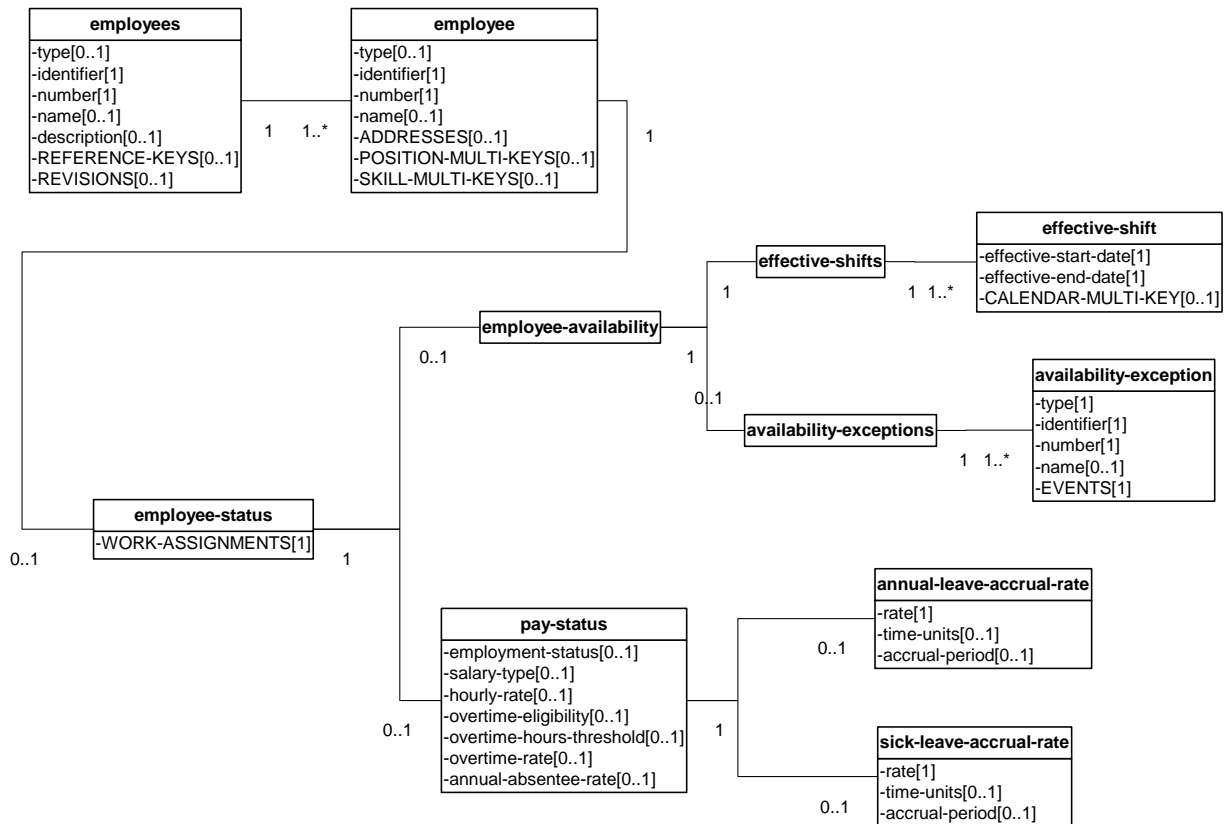 employees
-type[0..1]
-identifier[1]
-number[1]
-name[0..1]
-description[0..1]
-REFERENCE-KEYS[0..1]
-REVISIONS[0..1]
1
1..*
employee
-type[0..1]
-identifier[1]
-number[1]
-name[0..1]
-ADDRESSES[0..1]
-POSITION-MULTI-KEYS[0..1]
-SKILL-MULTI-KEYS[0..1]
1
effective-shifts
1
1
1..*
effective-shift
-effective-start-date[1]
-effective-end-date[1]
-CALENDAR-MULTI-KEY[0..1]
employee-availability
0..1
1
0..1
availability-exceptions
1
1..*
availability-exception
-type[1]
-identifier[1]
-number[1]
-name[0..1]
-EVENTS[1]
employee-status
-WORK-ASSIGNMENTS[1]
0..1
1
pay-status
-employment-status[0..1]
-salary-type[0..1]
-hourly-rate[0..1]
-overtime-eligibility[0..1]
-overtime-hours-threshold[0..1]
-overtime-rate[0..1]
-annual-absentee-rate[0..1]
0..1
1
annual-leave-accrual-rate
-rate[1]
-time-units[0..1]
-accrual-period[0..1]
0..1
sick-leave-accrual-rate
-rate[1]
-time-units[0..1]
-accrual-period[0..1]
0..1